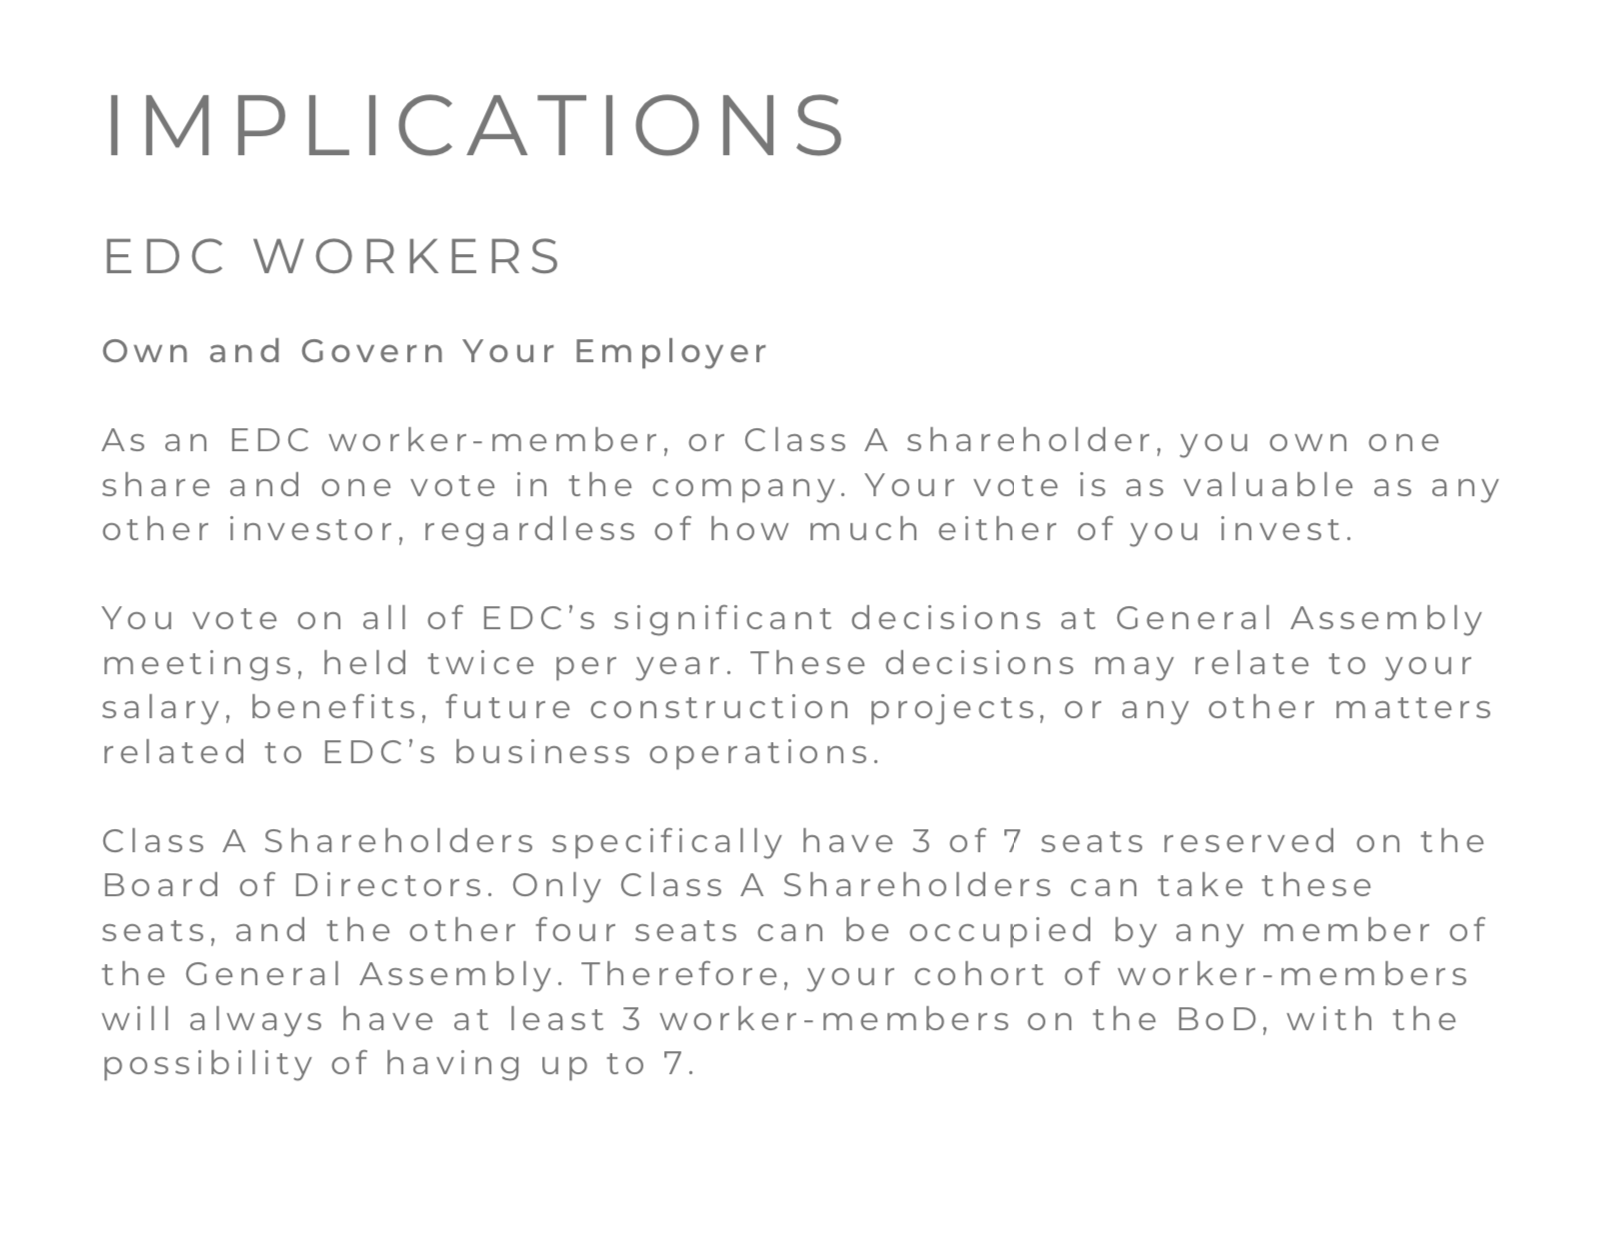 IMPLICATIONS
EDC WORKERS
Own and Govern Your Employer
As an EDC worker-member, or Class A shareholder, you own one
share and one vote in the company. Your vote is as valuable as any
other investor, regardless of how much either of you invest.
You vote on all of EDC’s significant decisions at General Assembly
meetings, held twice per year. These decisions may relate to your
salary, benefits, future construction projects, or any other matters
related to EDC’s business operations.
Class A Shareholders specifically have 3 of 7 seats reserved on the
Board of Directors. Only Class A Shareholders can take these
seats, and the other four seats can be occupied by any member of
the General Assembly. Therefore, your cohort of worker-members
will always have at least 3 worker-members on the BoD, with the
possibility of having up to 7.